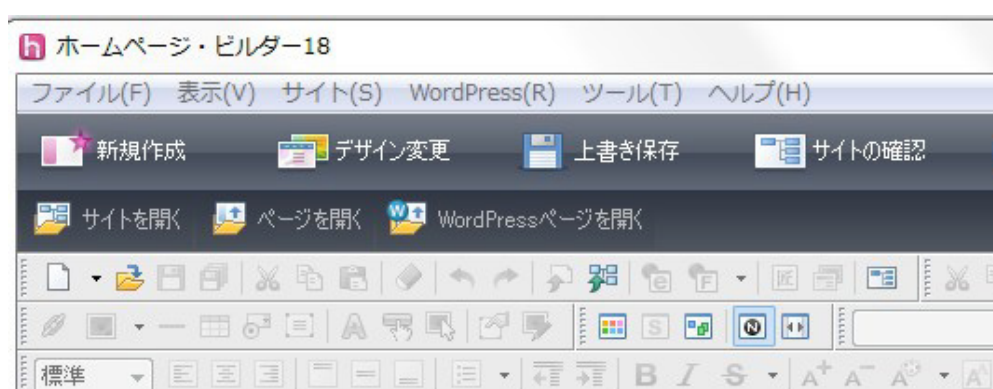 ホームページ・ビルダー18
ファイル(F) 表示(V) サイト(S) WordPress(R) ツール(T) ヘルプ(H)
新規作成 デザイン変更 上書き保存 サイトの確認
サイトを開く ページを開く WordPressページを開く
標準